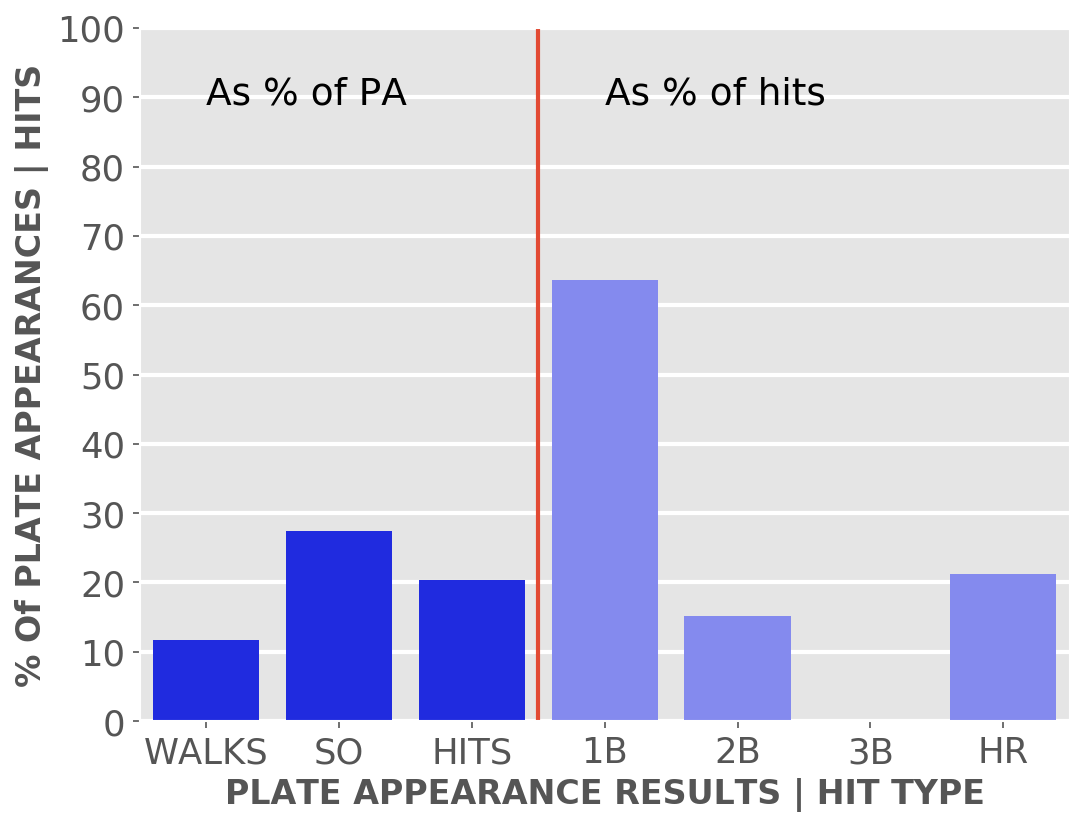 As % of PA
As % of hits
% Of PLATE APPEARANCES | HITS
100
90
80
70
60
50
40
30
20
10
0
WALKS SO HITS 1B 2B 3B HR
PLATE APPEARANCE RESULTS | HIT TYPE